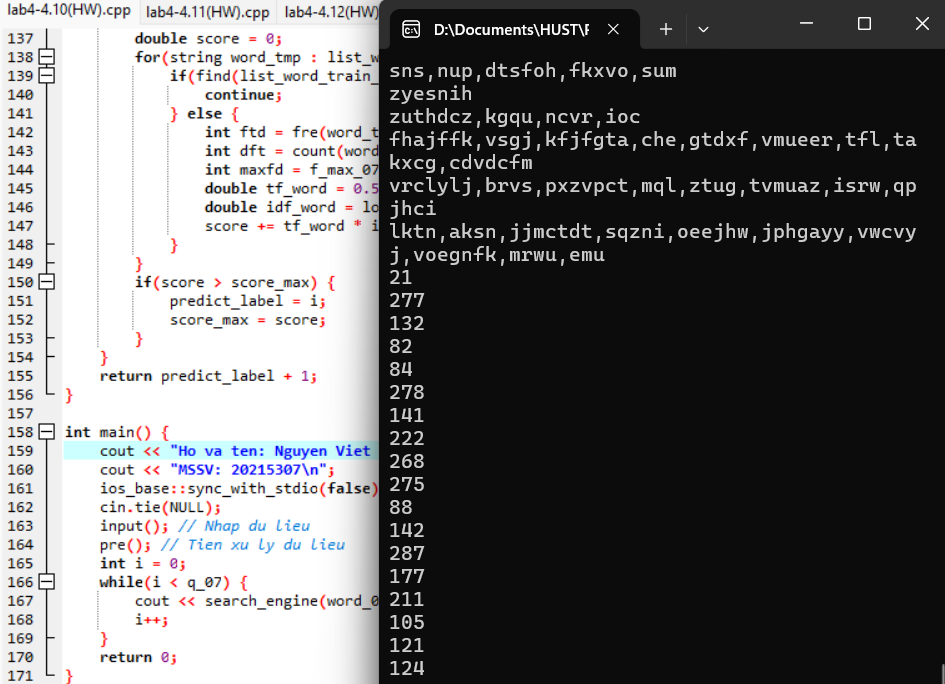 lab4-4.10(HW).cpp lab4-4.11(HW).cpp lab4-4.12(HW)
137 double score = 0;
138 for(string word_tmp : list_w
139 if(find(list_word_train_
140 continue;
141 } else {
142 int ftd = fre(word_t
143 int dft = count(word
144 int maxfd = f_max_07
145 double tf_word = 0.5
146 double idf_word = lo
147 score += tf_word * i
148 }
149 }
150 if(score > score_max) {
151 predict_label = i;
152 score_max = score;
153 }
154 }
155 return predict_label + 1;
156 }
157
158 int main() {
159 cout << "Ho va ten: Nguyen Viet
160 cout << "MSSV: 20215307\n";
161 ios_base::sync_with_stdio(false)
162 cin.tie(NULL);
163 input(); // Nhap du lieu
164 pre(); // Tien xu ly du lieu
165 int i = 0;
166 while(i < q_07) {
167 cout << search_engine(word_0
168 i++;
169 }
170 return 0;
171 }
D:\Documents\HUST\F
sns,nup,dtsfoh,fkxvo,sum
zyesnih
zuthdcz,kgqu,ncvr,ioc
fhajffk,vsgj,kfjfgta,che,gtdxf,vmueer,tfl,ta
kxcg,cdvdcfm
vrclylj,brvs,pxzvpct,mql,ztug,tvmuaz,isrw,qp
jhci
lktn,aksn,jjmctdt,sqzni,oeejhw,jphgayy,vwcvy
j,voegnfk,mrwu,emu
21
277
132
82
84
278
141
222
268
275
88
142
287
177
211
105
121
124